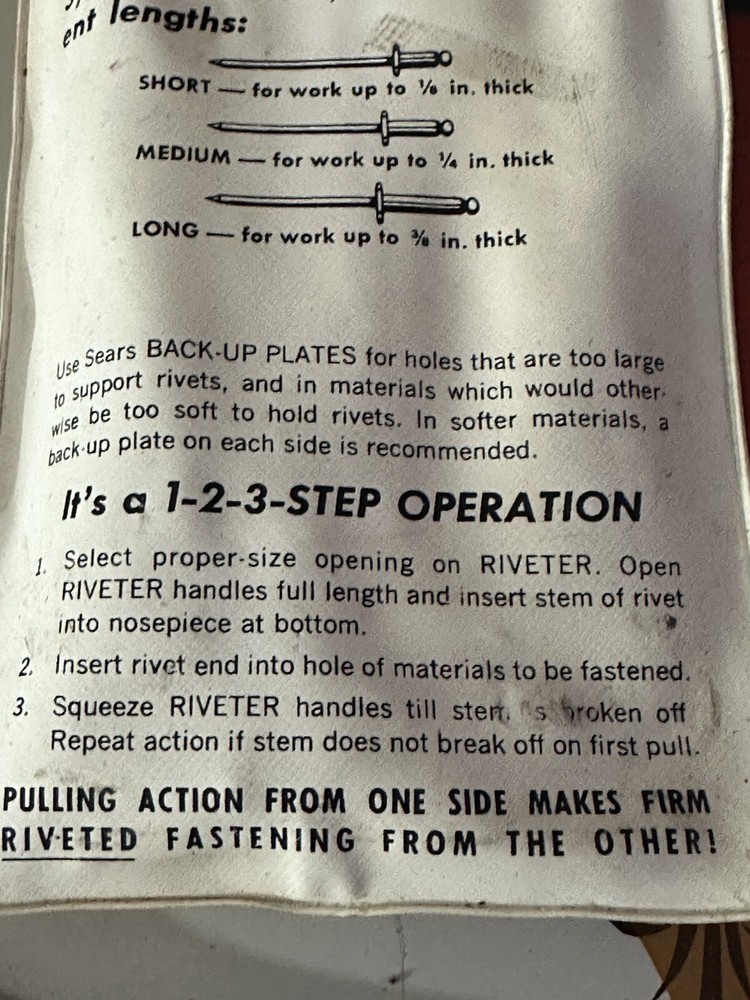 ent lengths:
SHORT — for work up to ⅛ in. thick
MEDIUM — for work up to ¼ in. thick
LONG — for work up to ⅜ in. thick
Use Sears BACK-UP PLATES for holes that are too large
to support rivets, and in materials which would other-
wise be too soft to hold rivets. In softer materials, a
back-up plate on each side is recommended.
It's a 1-2-3-STEP OPERATION
1. Select proper-size opening on RIVETER. Open
RIVETER handles full length and insert stem of rivet
into nosepiece at bottom.
2. Insert rivet end into hole of materials to be fastened.
3. Squeeze RIVETER handles till stem is broken off
Repeat action if stem does not break off on first pull.
PULLING ACTION FROM ONE SIDE MAKES FIRM
RIV-ETED FASTENING FROM THE OTHER!